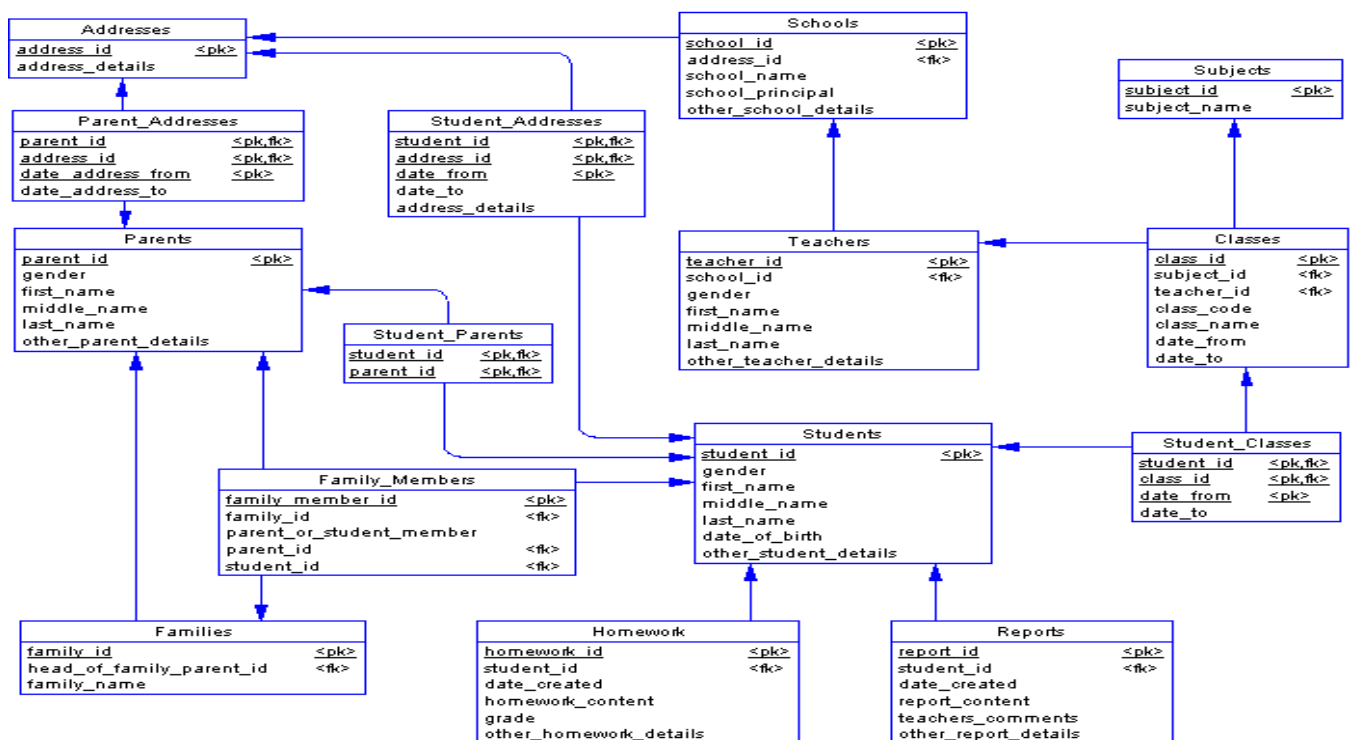 Addresses
address_id <pk>
address_details
Schools
school_id <pk>
address_id <fk>
school_name
school_principal
other_school_details
Subjects
subject_id <pk>
subject_name
Parent_Addresses
parent_id <pk,fk>
address_id <pk,fk>
date_address_from <pk>
date_address_to
Student_Addresses
student_id <pk,fk>
address_id <pk,fk>
date_from <pk>
date_to
address_details
Parents
parent_id <pk>
gender
first_name
middle_name
last_name
other_parent_details
Teachers
teacher_id <pk>
school_id <fk>
gender
first_name
middle_name
last_name
other_teacher_details
Classes
class_id <pk>
subject_id <fk>
teacher_id <fk>
class_code
class_name
date_from
date_to
Student_Parents
student_id <pk,fk>
parent_id <pk,fk>
Students
student_id <pk>
gender
first_name
middle_name
last_name
date_of_birth
other_student_details
Student_Classes
student_id <pk,fk>
class_id <pk,fk>
date_from <pk>
date_to
Family_Members
family_member_id <pk>
family_id <fk>
parent_or_student_member
parent_id <fk>
student_id <fk>
Families
family_id <pk>
head_of_family_parent_id <fk>
family_name
Homework
homework_id <pk>
student_id <fk>
date_created
homework_content
grade
other_homework_details
Reports
report_id <pk>
student_id <fk>
date_created
report_content
teachers_comments
other_report_details